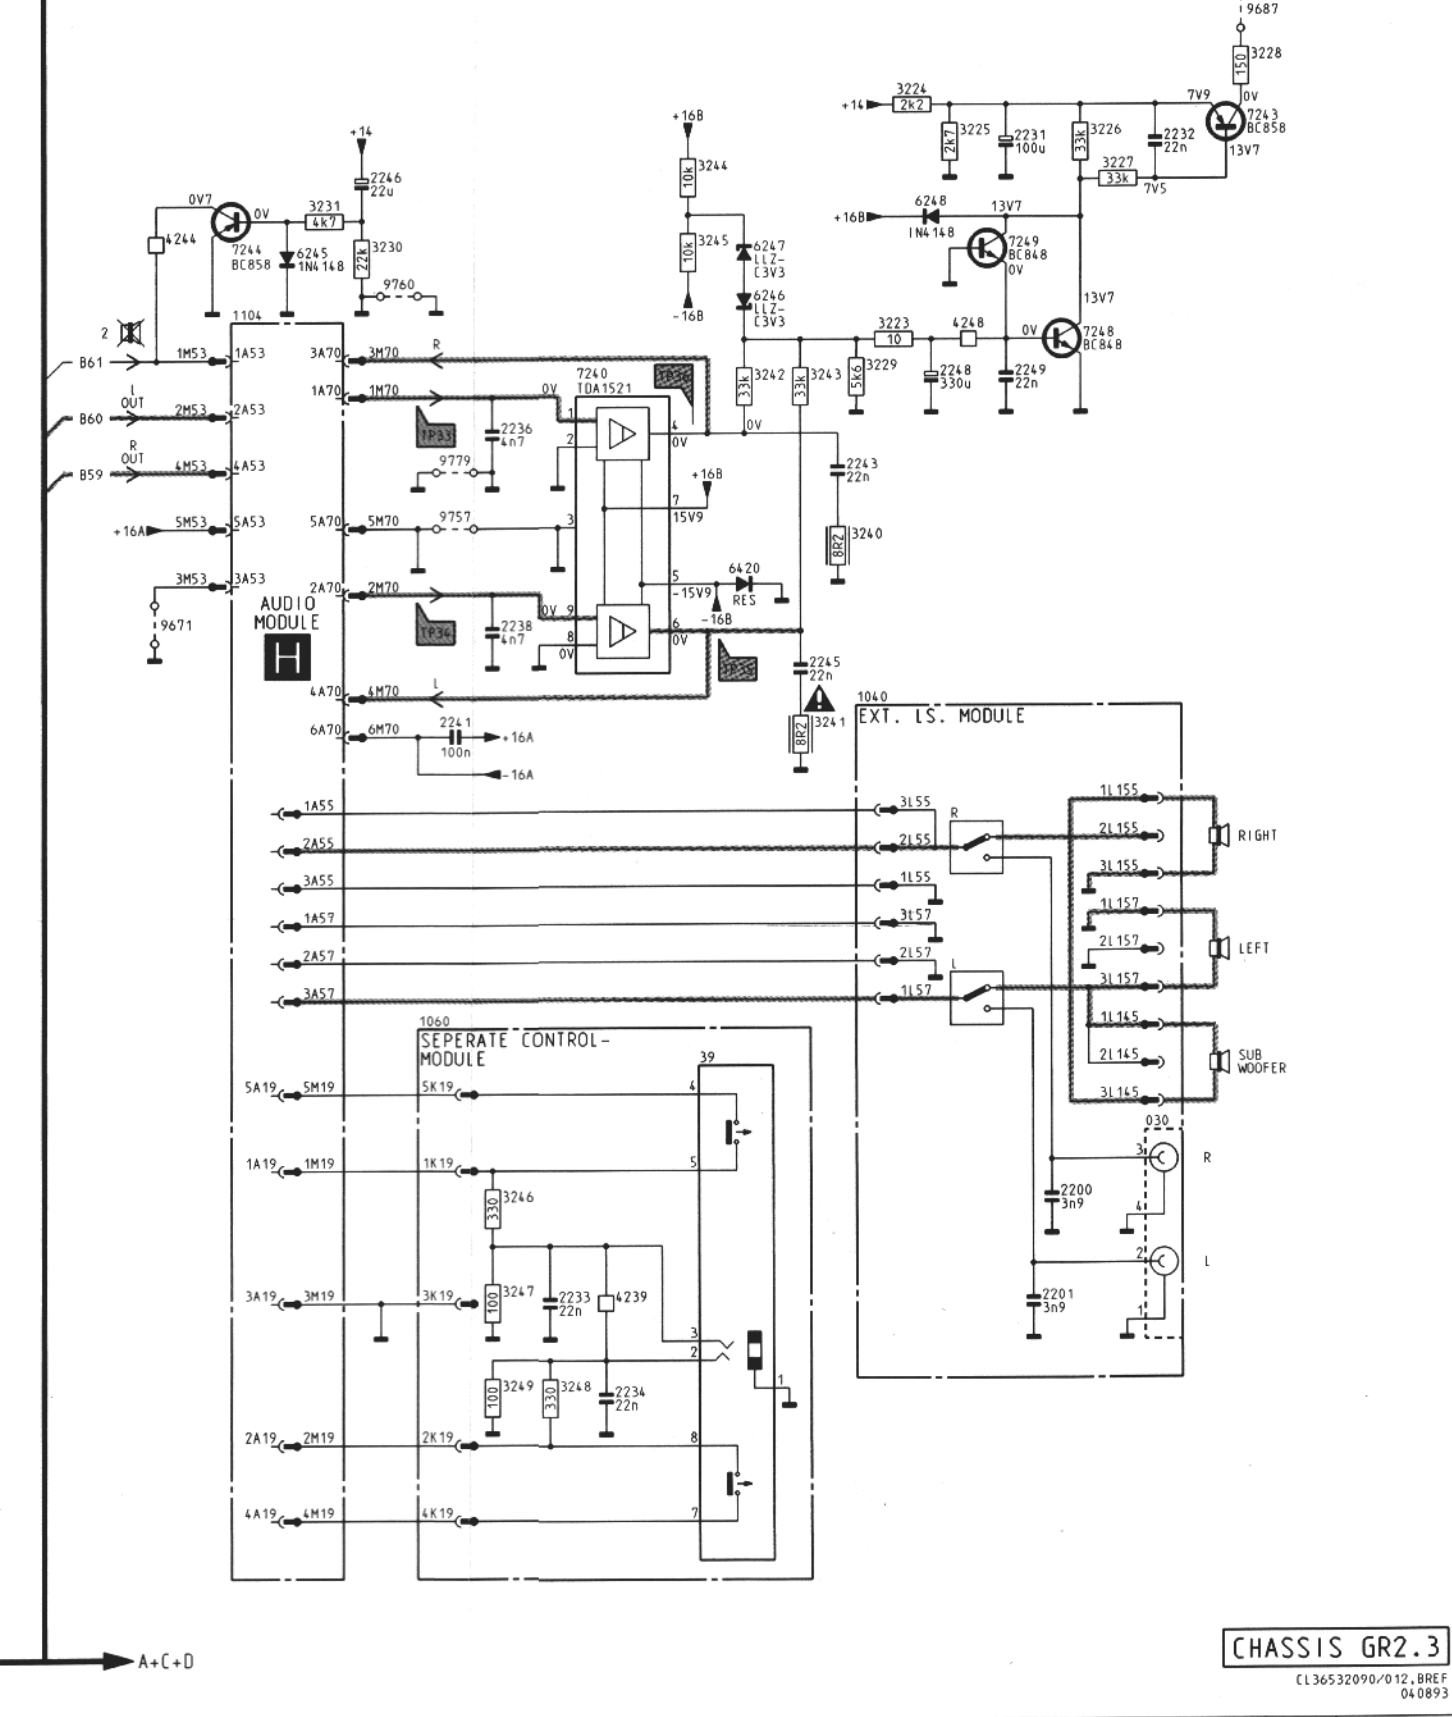 9687
3228
150
0V
7V9
7243
BC858
13V7
+14
3224
2k2
3225
2k7
2231
100u
3226
33k
2232
22n
3227
33k
7V5
+16B
6248
1N4148
13V7
7249
BC848
0V
13V7
0V
7248
BC848
+16B
3244
10k
3245
10k
-16B
6247
LLZ-
C3V3
6246
LLZ-
C3V3
3223
10
4248
3242
33k
3243
33k
3229
5k6
2248
330u
2249
22n
+14
2246
22u
0V7
0V
3231
4k7
4244
7244
BC858
6245
1N4148
3230
22k
9760
2
1104
B61
1M53
1A53
3A70
3M70
R
L
OUT
B60
2M53
2A53
1A70
1M70
R
OUT
B59
4M53
4A53
TP33
2236
4n7
9779
0V
7240
TDA1521
1
2
4
0V
0V
2243
22n
+16B
7
15V9
3240
8R2
+16A
5M53
5A53
5A70
5M70
9757
3
3M53
3A53
2A70
2M70
9671
AUDIO
MODULE
H
TP34
2238
4n7
0V
9
8
0V
5
-15V9
6420
RES
-16B
6
0V
2245
22n
3241
8R2
4A70
4M70
L
6A70
6M70
2241
100n
+16A
-16A
1040
EXT. LS. MODULE
1A55
3L55
2A55
2L55
3A55
1L55
1A57
3L57
2A57
2L57
3A57
1L57
R
L
1L155
2L155
RIGHT
3L155
1L157
2L157
LEFT
3L157
1L145
2L145
SUB
WOOFER
3L145
030
3
R
4
2200
3n9
2
L
1
2201
3n9
1060
SEPERATE CONTROL-
MODULE
39
5A19
5M19
5K19
4
1A19
1M19
1K19
5
3246
330
3A19
3M19
3K19
3247
100
2233
22n
4239
3
2
1
3249
100
3248
330
2234
22n
2A19
2M19
2K19
8
4A19
4M19
4K19
7
A+C+D
CHASSIS GR2.3
CL36532090/012.BREF
040893